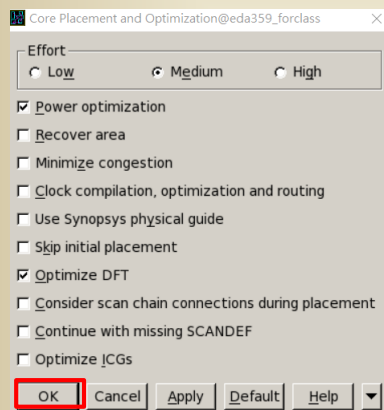 Core Placement and Optimization@eda359_forclass
Effort
Low Medium High
Power optimization
Recover area
Minimize congestion
Clock compilation, optimization and routing
Use Synopsys physical guide
Skip initial placement
Optimize DFT
Consider scan chain connections during placement
Continue with missing SCANDEF
Optimize ICGs
OK Cancel Apply Default Help